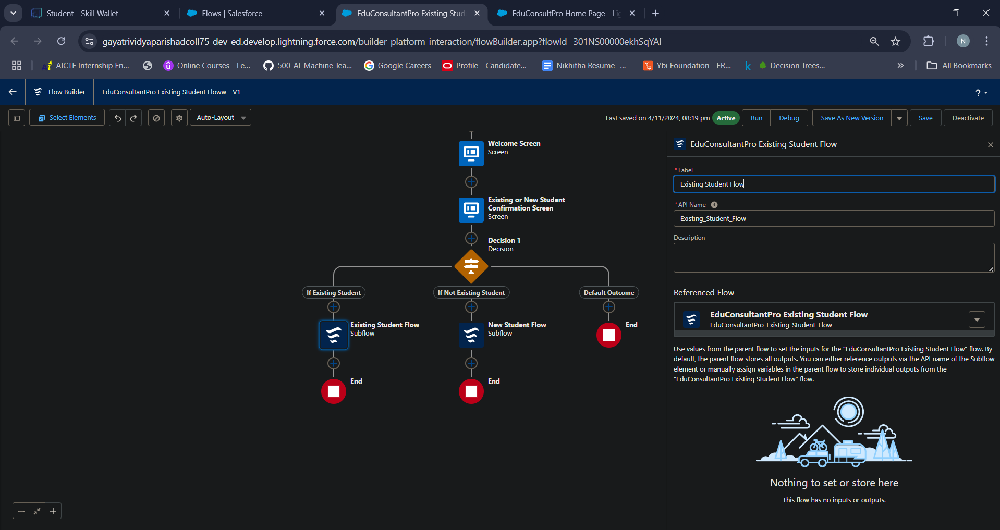 Student - Skill Wallet
Flows | Salesforce
EduConsultantPro Existing Stud
EduConsultPro Home Page - Lig
gayatrividyaparishadcoll75-dev-ed.develop.lightning.force.com/builder_platform_interaction/flowBuilder.app?flowId=301NS00000ekhSqYAI
N
AICTE Internship En...
Online Courses - Le...
500-AI-Machine-lea...
Google Careers
Profile - Candidate...
Nikhitha Resume -...
Ybi Foundation - FR...
k
Decision Trees...
All Bookmarks
Flow Builder
EduConsultantPro Existing Student Floww - V1
?
Select Elements
Auto-Layout
Last saved on 4/11/2024, 08:19 pm
Active
Run
Debug
Save As New Version
Save
Deactivate
Welcome Screen
Screen
Existing or New Student
Confirmation Screen
Screen
Decision 1
Decision
If Existing Student
If Not Existing Student
Default Outcome
Existing Student Flow
Subflow
New Student Flow
Subflow
End
End
End
EduConsultantPro Existing Student Flow
* Label
Existing Student Flow
* API Name
Existing_Student_Flow
Description
Referenced Flow
EduConsultantPro Existing Student Flow
EduConsultantPro_Existing_Student_Flow
Use values from the parent flow to set the inputs for the "EduConsultantPro Existing Student Flow" flow. By
default, the parent flow stores all outputs. You can either reference outputs via the API name of the Subflow
element or manually assign variables in the parent flow to store individual outputs from the
"EduConsultantPro Existing Student Flow" flow.
Nothing to set or store here
This flow has no inputs or outputs.